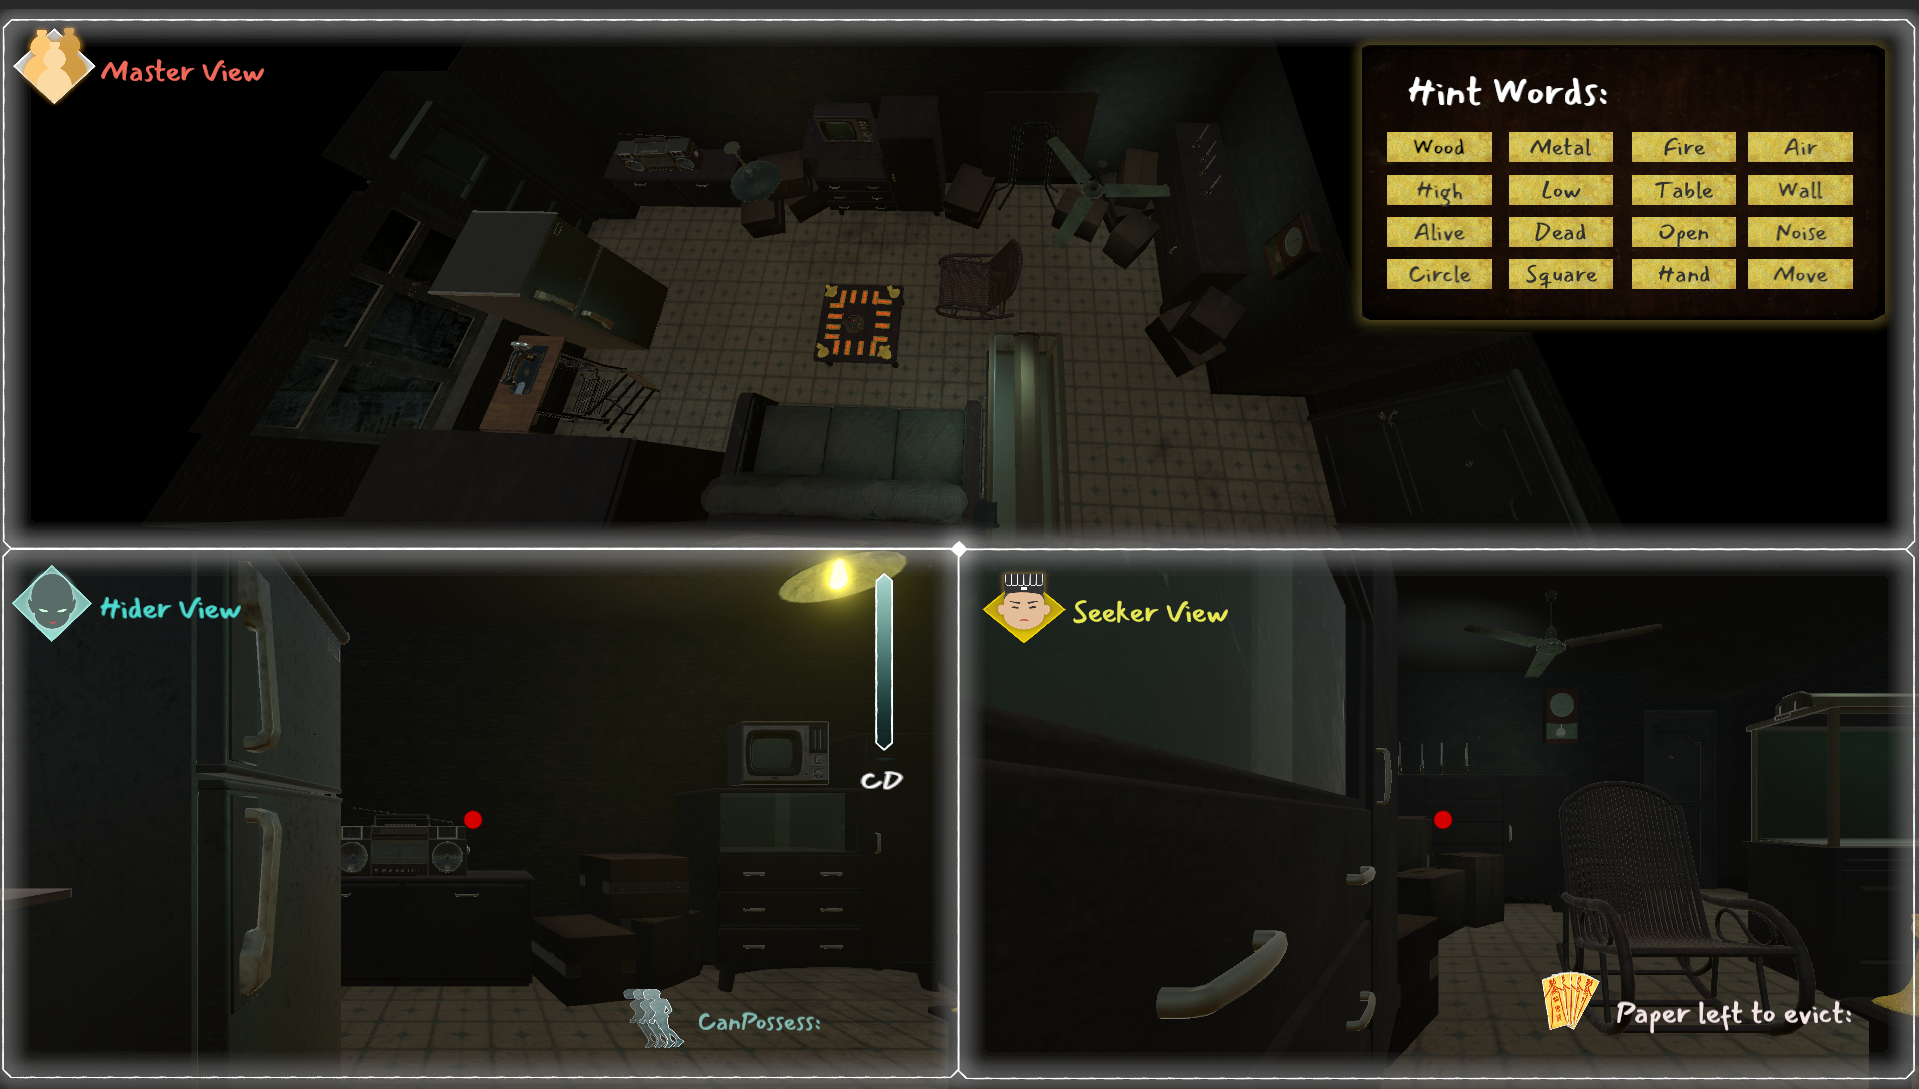 Master View
Hint Words:
Wood Metal Fire Air
High Low Table Wall
Alive Dead Open Noise
Circle Square Hand Move
Hider View
CD
CanPossess:
Seeker View
Paper left to evict: